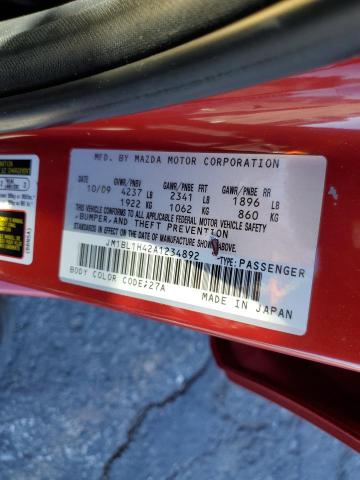 MFD. BY MAZDA MOTOR CORPORATION
DATE GVWR/PNBV GAWR/PNBE FRT GAWR/PNBE RR
10/09 4237 LB 2341 LB 1896 LB
1922 KG 1062 KG 860 KG
THIS VEHICLE CONFORMS TO ALL APPLICABLE FEDERAL MOTOR VEHICLE SAFETY
BUMPER, AND THEFT PREVENTION
STANDARDS IN EFFECT ON THE DATE OF MANUFACTURE SHOWN ABOVE.
JM1BL1H42A1234892 TYPE:PASSENGER
BODY COLOR CODE:27A MADE IN JAPAN